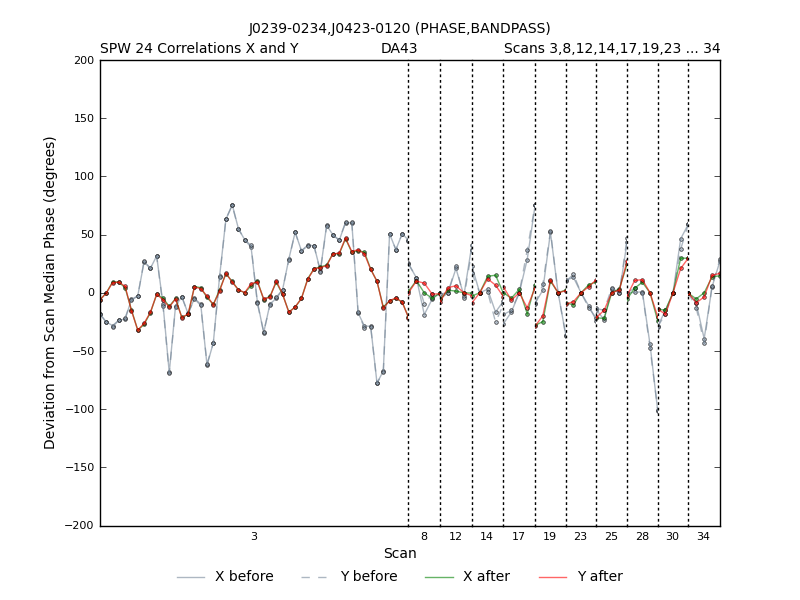 J0239-0234,J0423-0120 (PHASE,BANDPASS)
SPW 24 Correlations X and Y DA43 Scans 3,8,12,14,17,19,23 ... 34
200
150
100
50
0
−50
−100
−150
−200
Deviation from Scan Median Phase (degrees)
3 8 12 14 17 19 23 25 28 30 34
Scan
X before Y before X after Y after